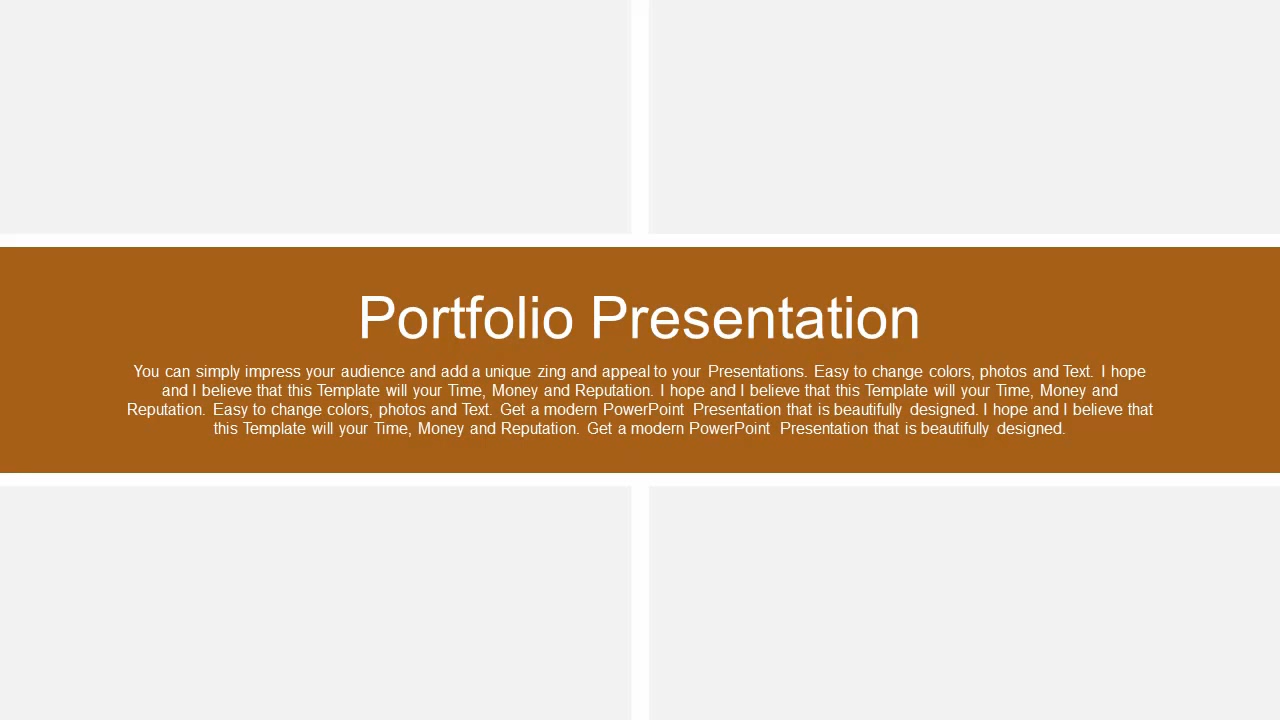 Portfolio Presentation
You can simply impress your audience and add a unique zing and appeal to your Presentations. Easy to change colors, photos and Text. I hope
and I believe that this Template will your Time, Money and Reputation. I hope and I believe that this Template will your Time, Money and
Reputation. Easy to change colors, photos and Text. Get a modern PowerPoint Presentation that is beautifully designed. I hope and I believe that
this Template will your Time, Money and Reputation. Get a modern PowerPoint Presentation that is beautifully designed.